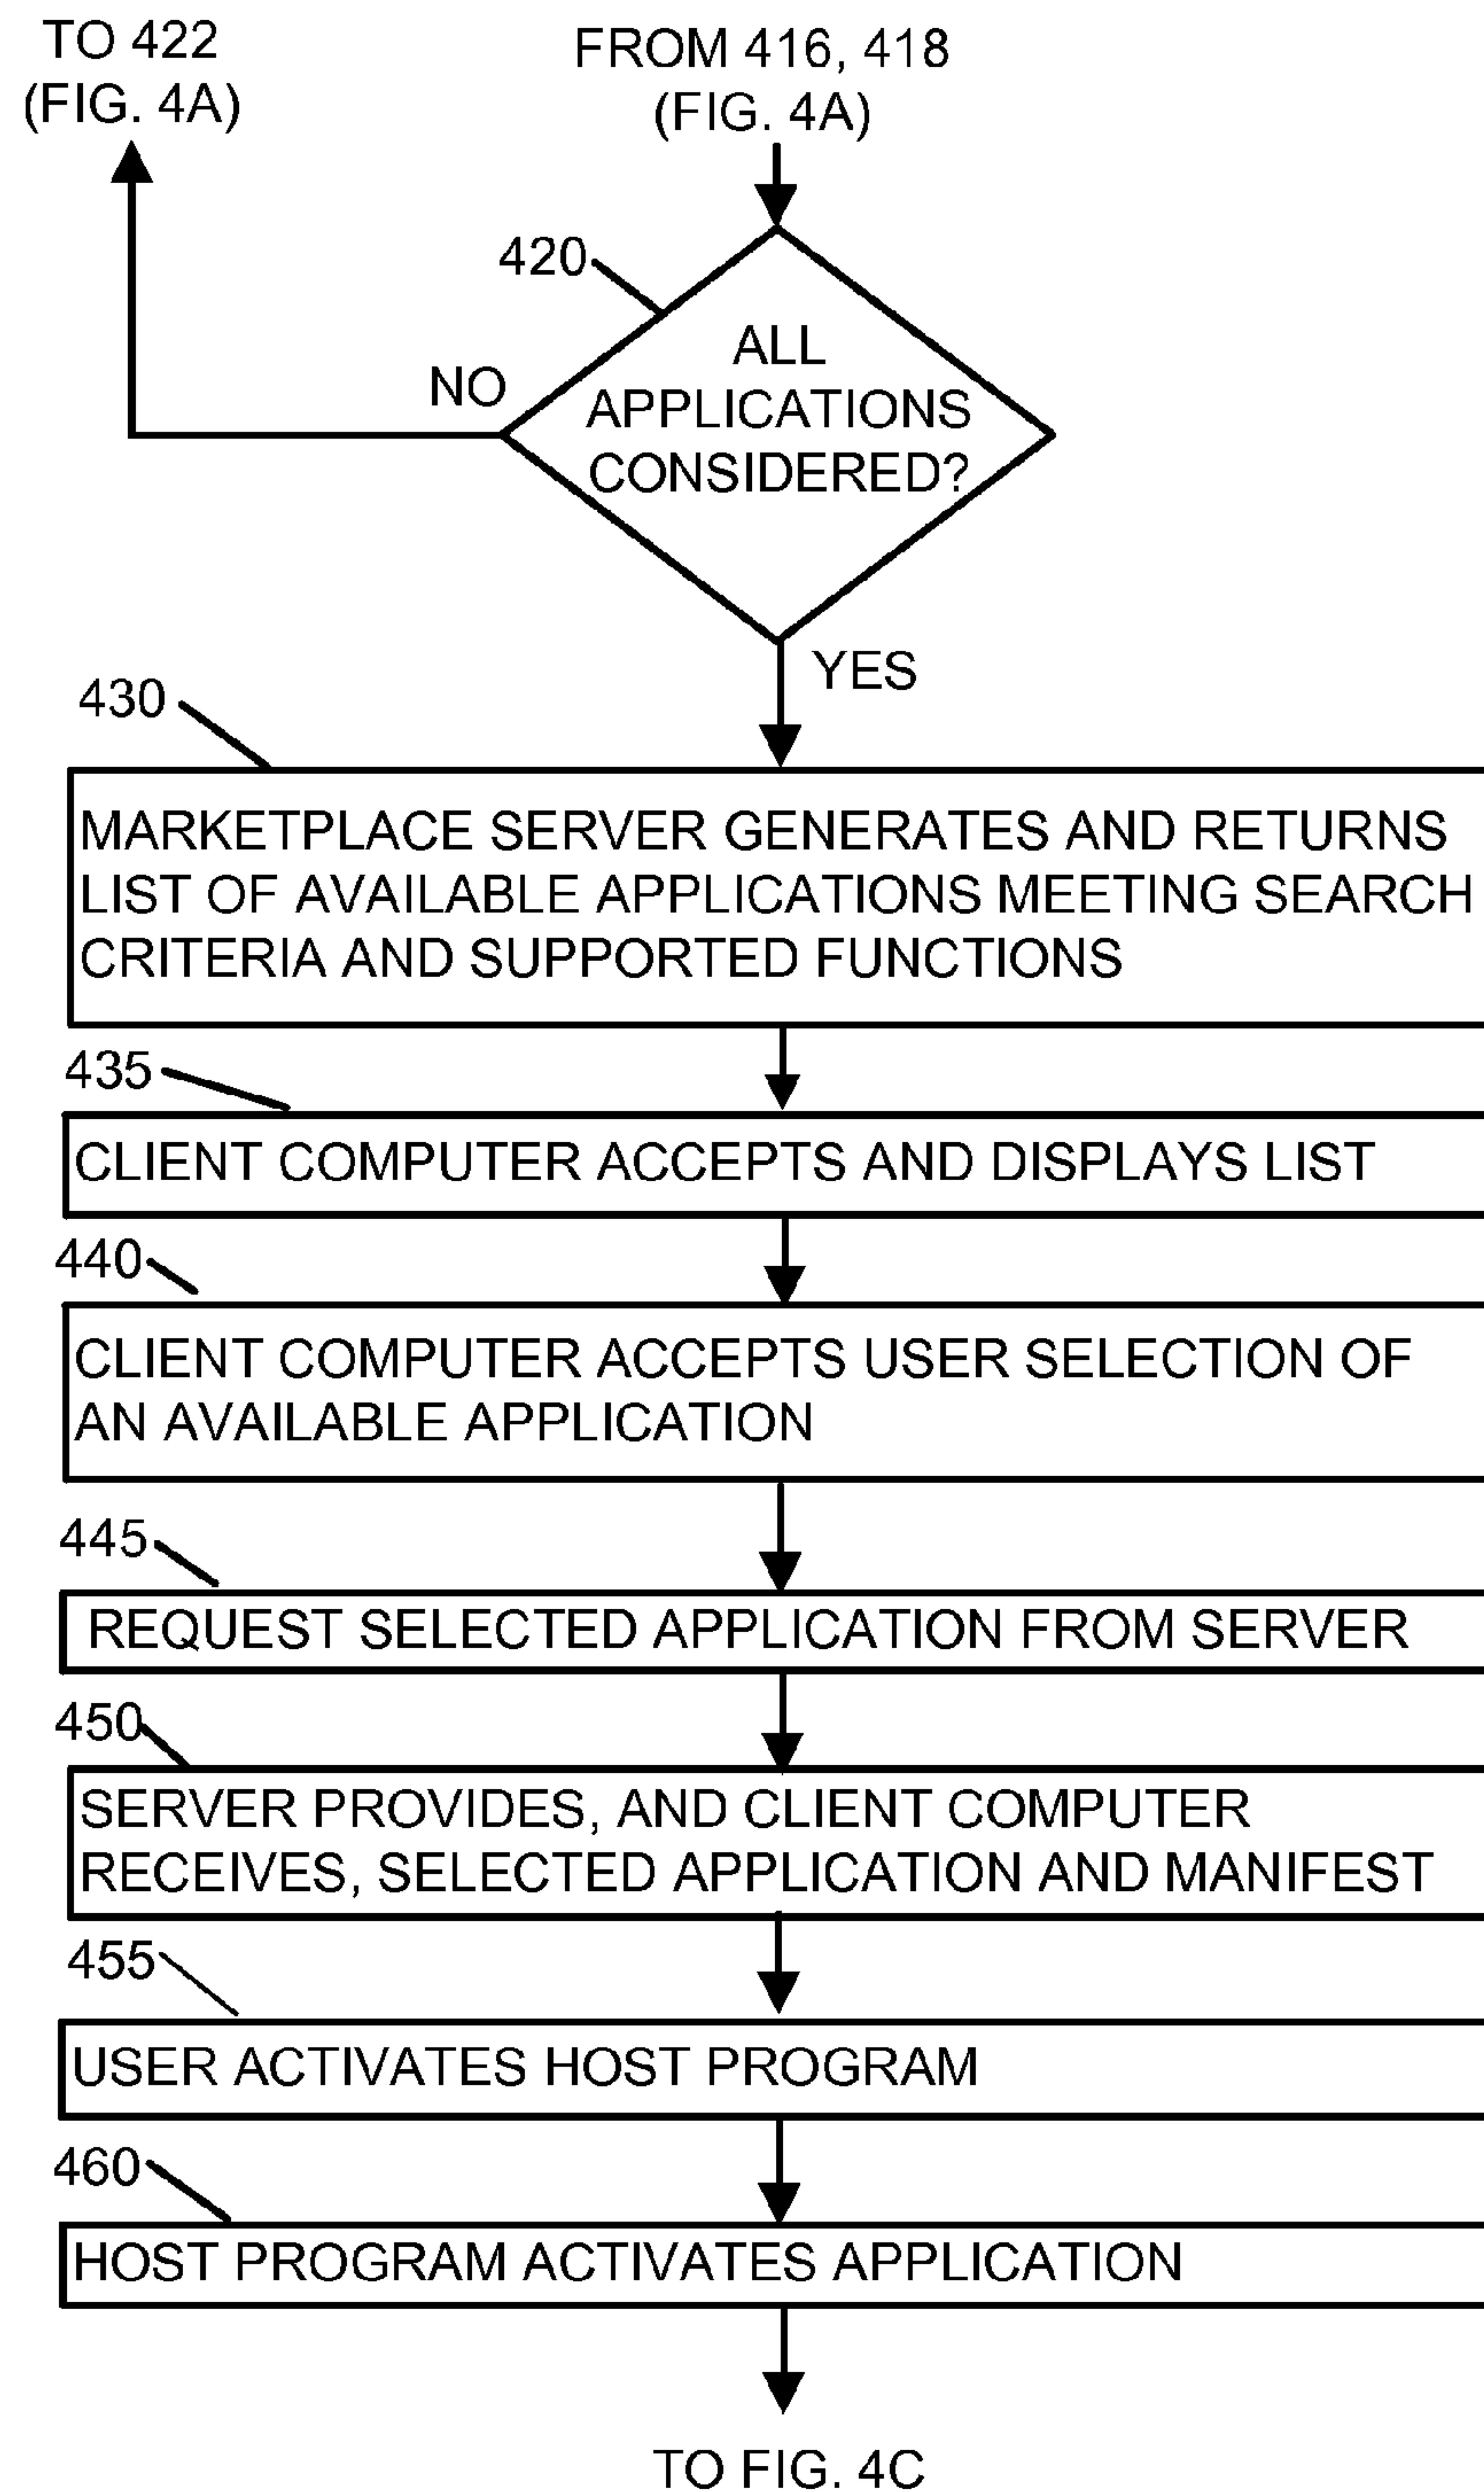 TO 422
(FIG. 4A)
FROM 416, 418
(FIG. 4A)
420
ALL
APPLICATIONS
CONSIDERED?
NO
YES
430
MARKETPLACE SERVER GENERATES AND RETURNS
LIST OF AVAILABLE APPLICATIONS MEETING SEARCH
CRITERIA AND SUPPORTED FUNCTIONS
435
CLIENT COMPUTER ACCEPTS AND DISPLAYS LIST
440
CLIENT COMPUTER ACCEPTS USER SELECTION OF
AN AVAILABLE APPLICATION
445
REQUEST SELECTED APPLICATION FROM SERVER
450
SERVER PROVIDES, AND CLIENT COMPUTER
RECEIVES, SELECTED APPLICATION AND MANIFEST
455
USER ACTIVATES HOST PROGRAM
460
HOST PROGRAM ACTIVATES APPLICATION
TO FIG. 4C